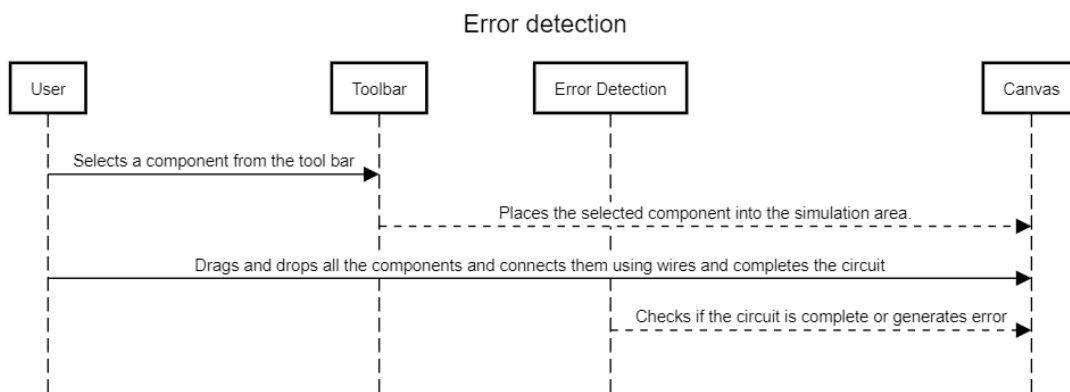 Error detection
User
Toolbar
Error Detection
Canvas
Selects a component from the tool bar
Places the selected component into the simulation area.
Drags and drops all the components and connects them using wires and completes the circuit
Checks if the circuit is complete or generates error